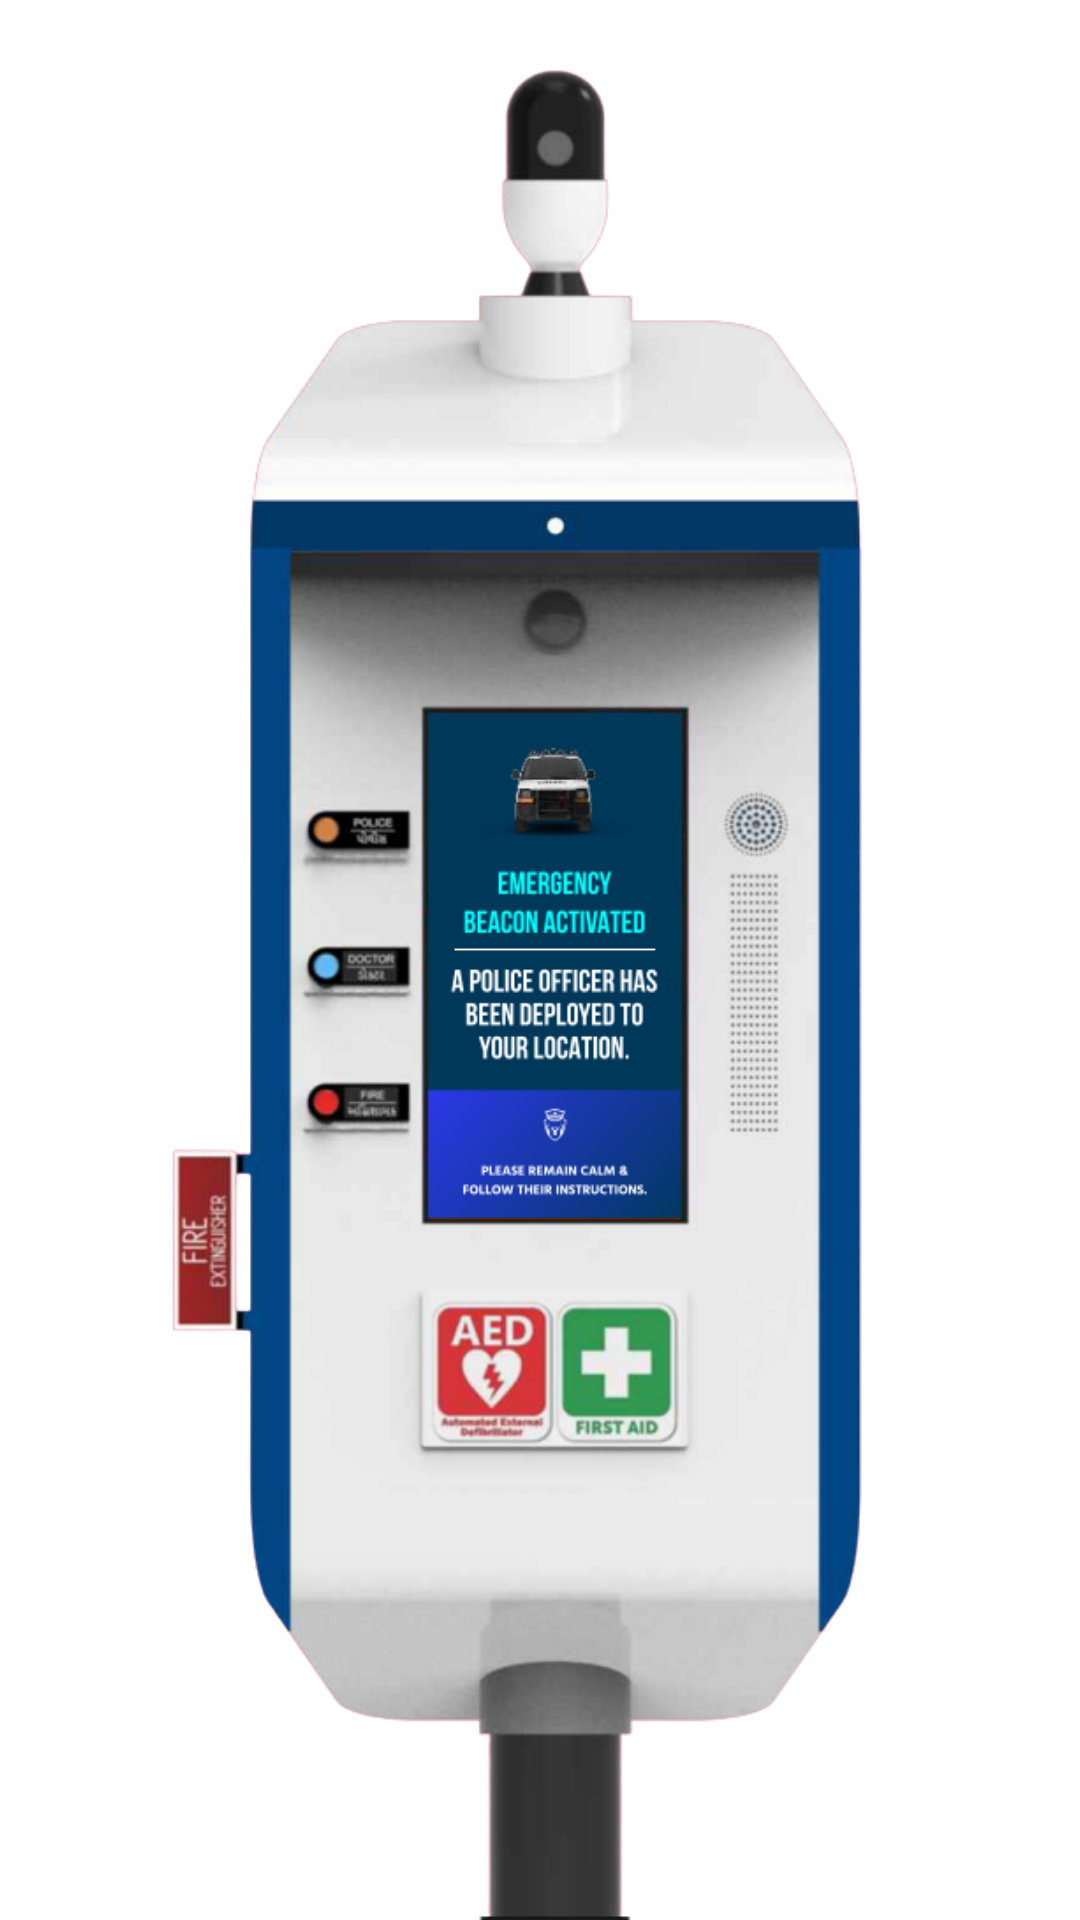 EMERGENCY
BEACON ACTIVATED
A POLICE OFFICER HAS
BEEN DEPLOYED TO
YOUR LOCATION.
PLEASE REMAIN CALM &
FOLLOW THEIR INSTRUCTIONS.
POLICE
પોલીસ
DOCTOR
ડોક્ટર
FIRE
FIRE
EXTINGUISHER
AED
Automated External
Defibrillator
FIRST AID